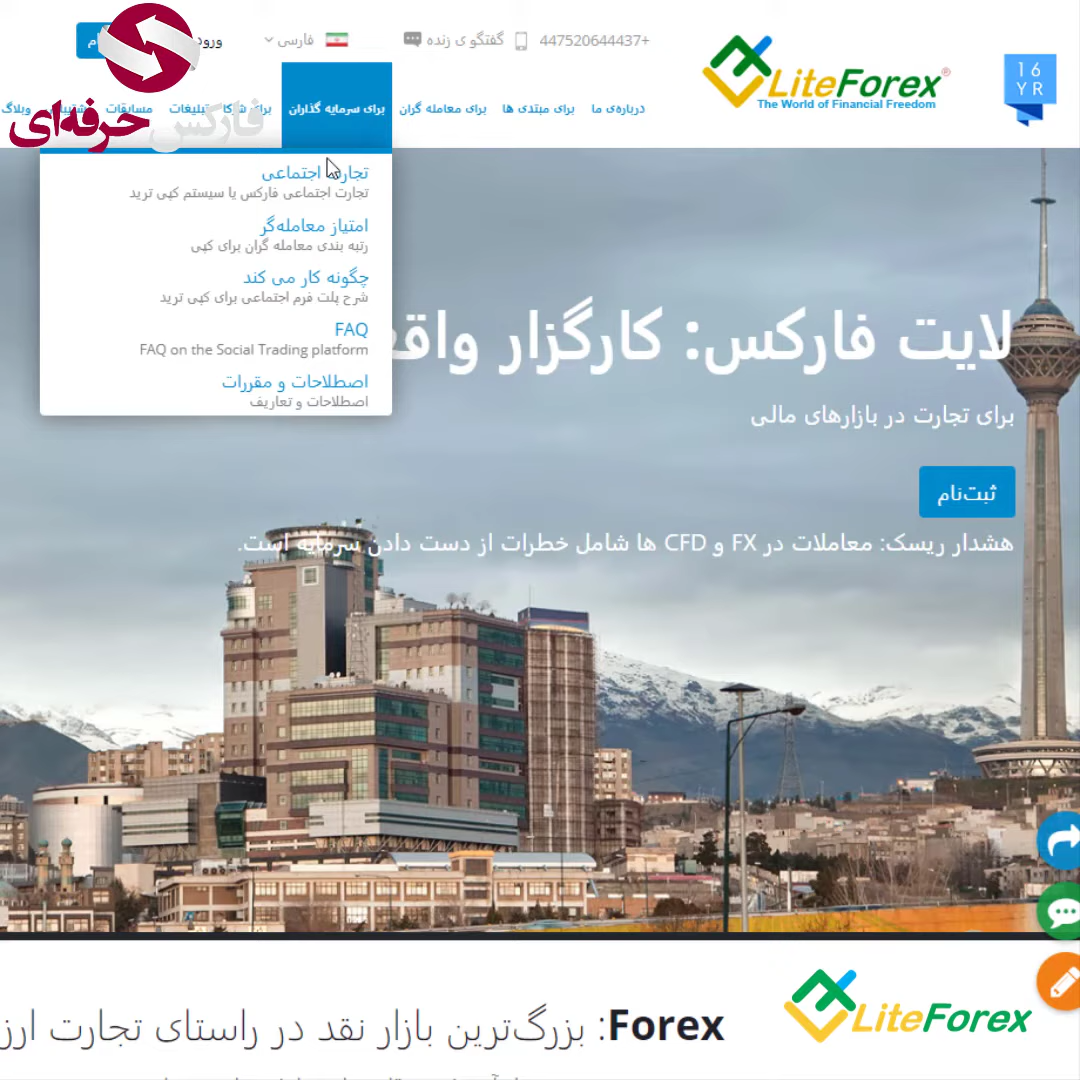 +447520644437
گفتگو ی زنده
فارسی
ورود
LiteForex®
The World of Financial Freedom
16
YR
درباره‌ی ما
برای مبتدی ها
برای معامله گران
برای سرمایه گذاران
تبلیغات
مسابقات
وبلاگ
فارکس حرفه‌ای
تجارت اجتماعی
تجارت اجتماعی فارکس یا سیستم کپی ترید
امتیاز معامله‌گر
رتبه بندی معامله گران برای کپی
چگونه کار می کند
شرح پلت فرم اجتماعی برای کپی ترید
FAQ
FAQ on the Social Trading platform
اصطلاحات و مقررات
اصطلاحات و تعاریف
لایت فارکس: کارگزار
برای تجارت در بازارهای مالی
ثبت‌نام
هشدار ریسک: معاملات در FX و CFD ها شامل خطرات از دست دادن سرمایه است.
LiteForex
Forex: بزرگ‌ترین بازار نقد در راستای تجارت